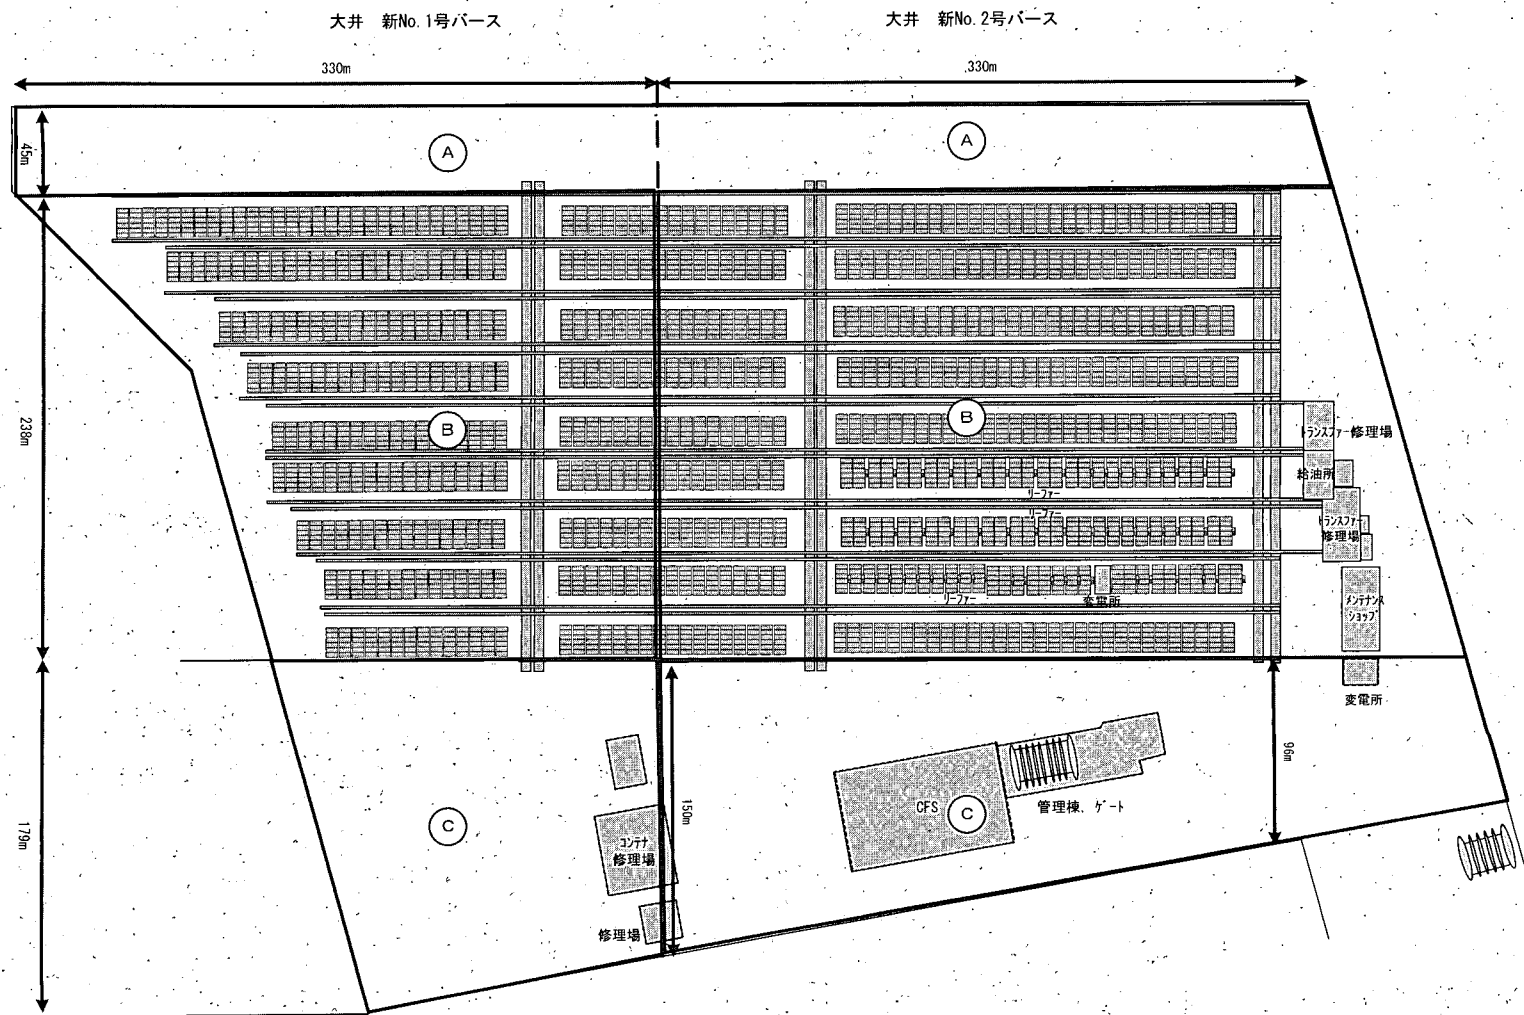 大井　新No.1号バース
大井　新No.2号バース
330m
330m
45m
A
A
238m
B
B
トランスファー修理場
給油所
リーファー
リーファー
トランスファー
修理場
リーファー
変電所
メンテナンス
ショップ
変電所
179m
150m
96m
C
コンテナ
修理場
修理場
CFS
C
管理棟、ゲート